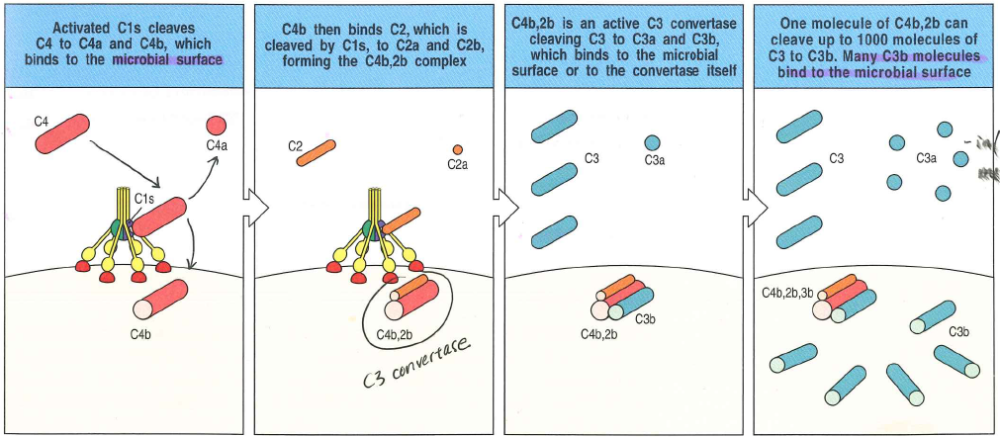 Activated C1s cleaves
C4 to C4a and C4b, which
binds to the microbial surface
C4
C4a
C1s
C4b
C4b then binds C2, which is
cleaved by C1s, to C2a and C2b,
forming the C4b,2b complex
C2
C2a
C4b,2b
C3 convertase
C4b,2b is an active C3 convertase
cleaving C3 to C3a and C3b,
which binds to the microbial
surface or to the convertase itself
C3
C3a
C3b
C4b,2b
One molecule of C4b,2b can
cleave up to 1000 molecules of
C3 to C3b. Many C3b molecules
bind to the microbial surface
C3
C3a
C4b,2b,3b
C3b